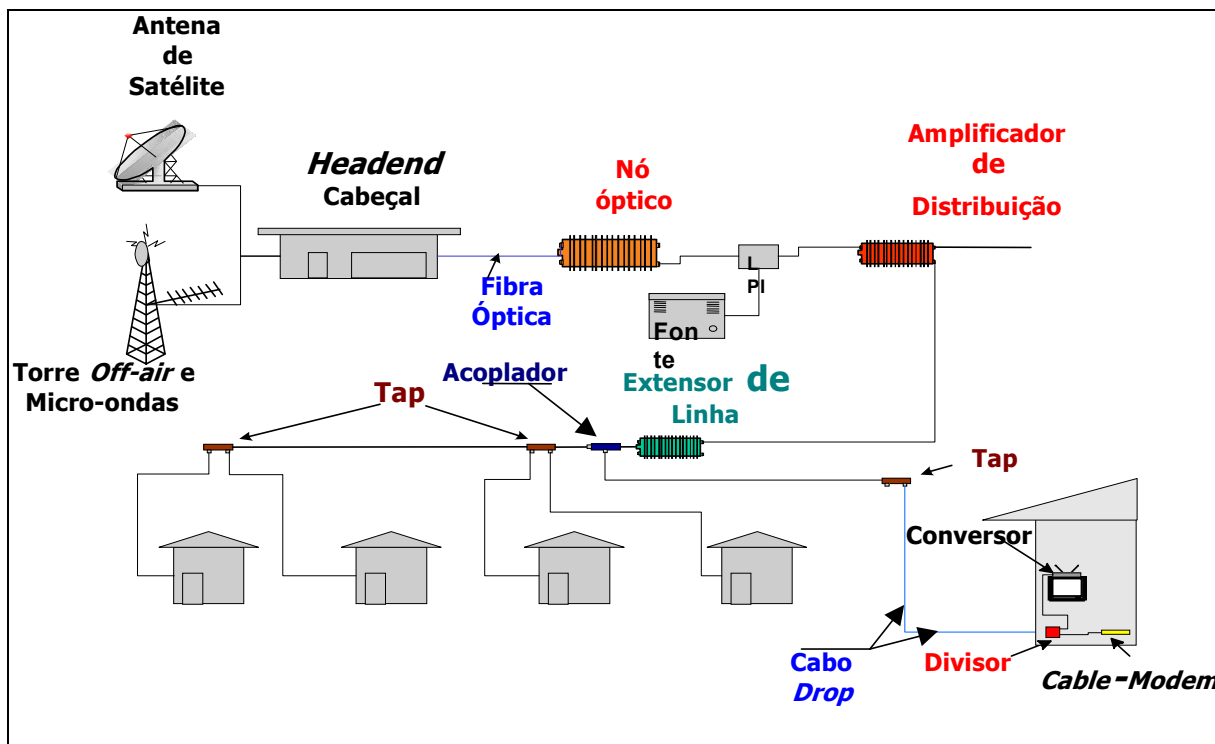 Antena
de
Satélite
Headend
Cabeçal
Nó
óptico
Amplificador
de
Distribuição
L
PI
Fibra
Óptica
Fon
te
Torre Off-air e
Micro-ondas
Tap
Acoplador
Extensor de
Linha
Tap
Conversor
Cabo
Drop
Divisor
Cable-Modem